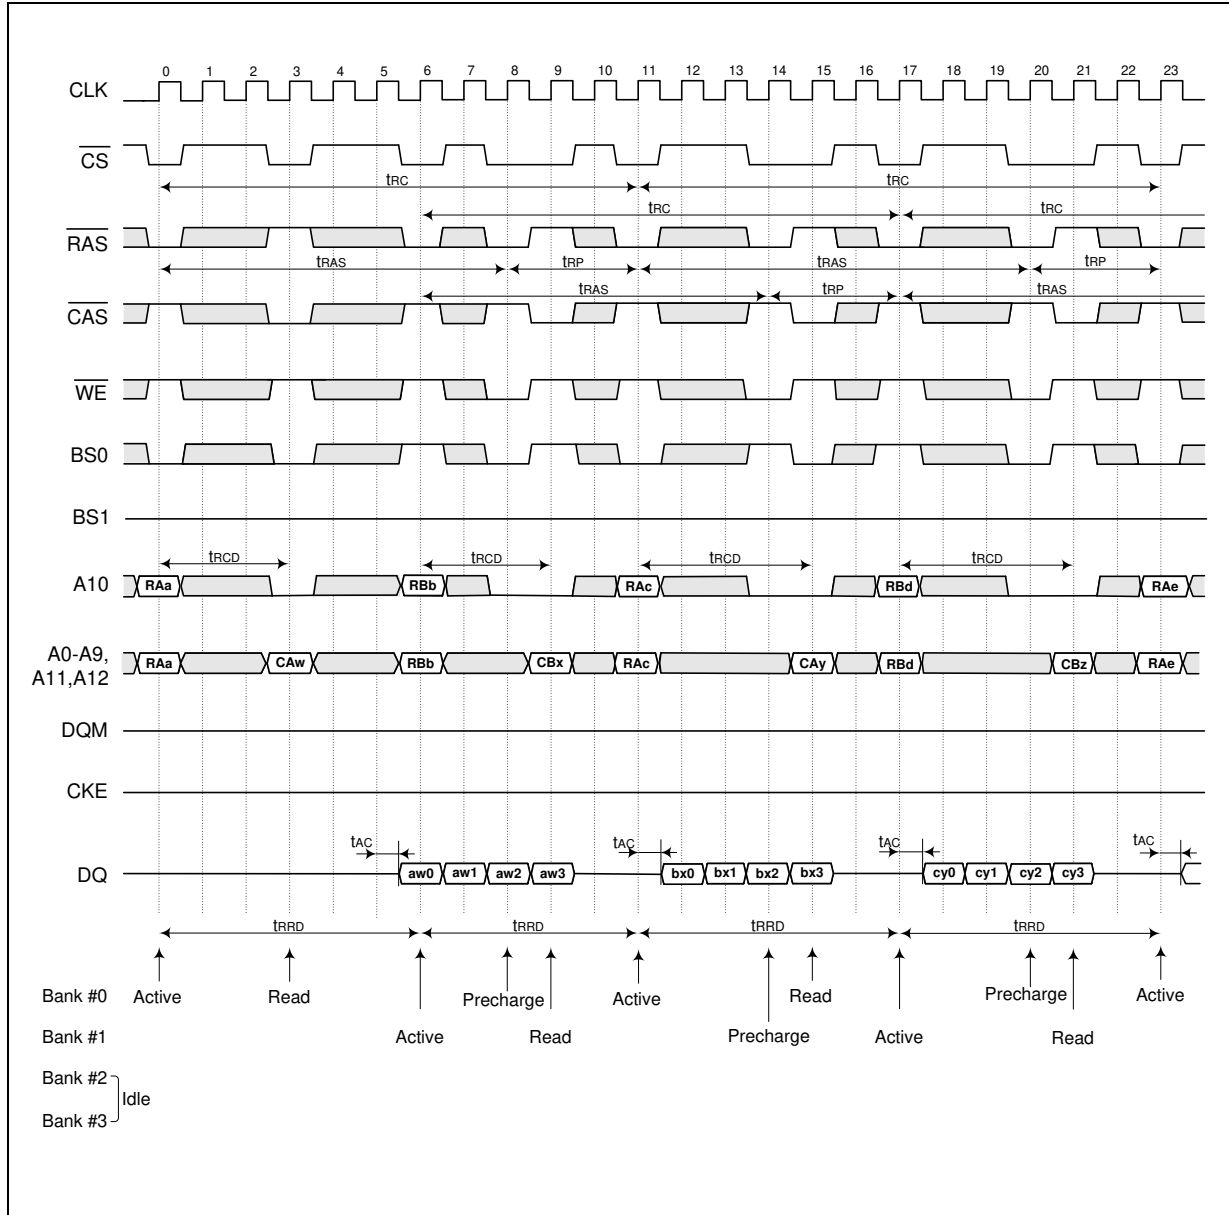 0 1 2 3 4 5 6 7 8 9 10 11 12 13 14 15 16 17 18 19 20 21 22 23
CLK
CS
tRC tRC
tRC tRC
RAS
tRAS tRP tRAS tRP
tRAS tRP tRAS
CAS
WE
BS0
BS1
tRCD tRCD tRCD tRCD
A10 RAa RBb RAc RBd RAe
A0-A9,
A11,A12 RAa CAw RBb CBx RAc CAy RBd CBz RAe
DQM
CKE
tAC tAC tAC tAC
DQ aw0 aw1 aw2 aw3 bx0 bx1 bx2 bx3 cy0 cy1 cy2 cy3
tRRD tRRD tRRD tRRD
Bank #0 Active Read Precharge Active Read Precharge Active
Bank #1 Active Read Precharge Active Read
Bank #2
Idle
Bank #3